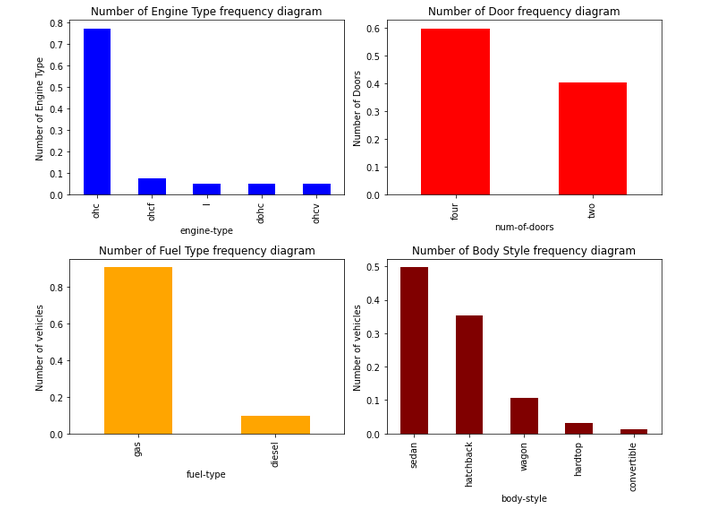 Number of Engine Type frequency diagram
Number of Engine Type
0.8
0.7
0.6
0.5
0.4
0.3
0.2
0.1
0.0
ohc
ohcf
l
dohc
ohcv
engine-type
Number of Door frequency diagram
Number of Doors
0.6
0.5
0.4
0.3
0.2
0.1
0.0
four
two
num-of-doors
Number of Fuel Type frequency diagram
Number of vehicles
0.8
0.6
0.4
0.2
0.0
gas
diesel
fuel-type
Number of Body Style frequency diagram
Number of vehicles
0.5
0.4
0.3
0.2
0.1
0.0
sedan
hatchback
wagon
hardtop
convertible
body-style